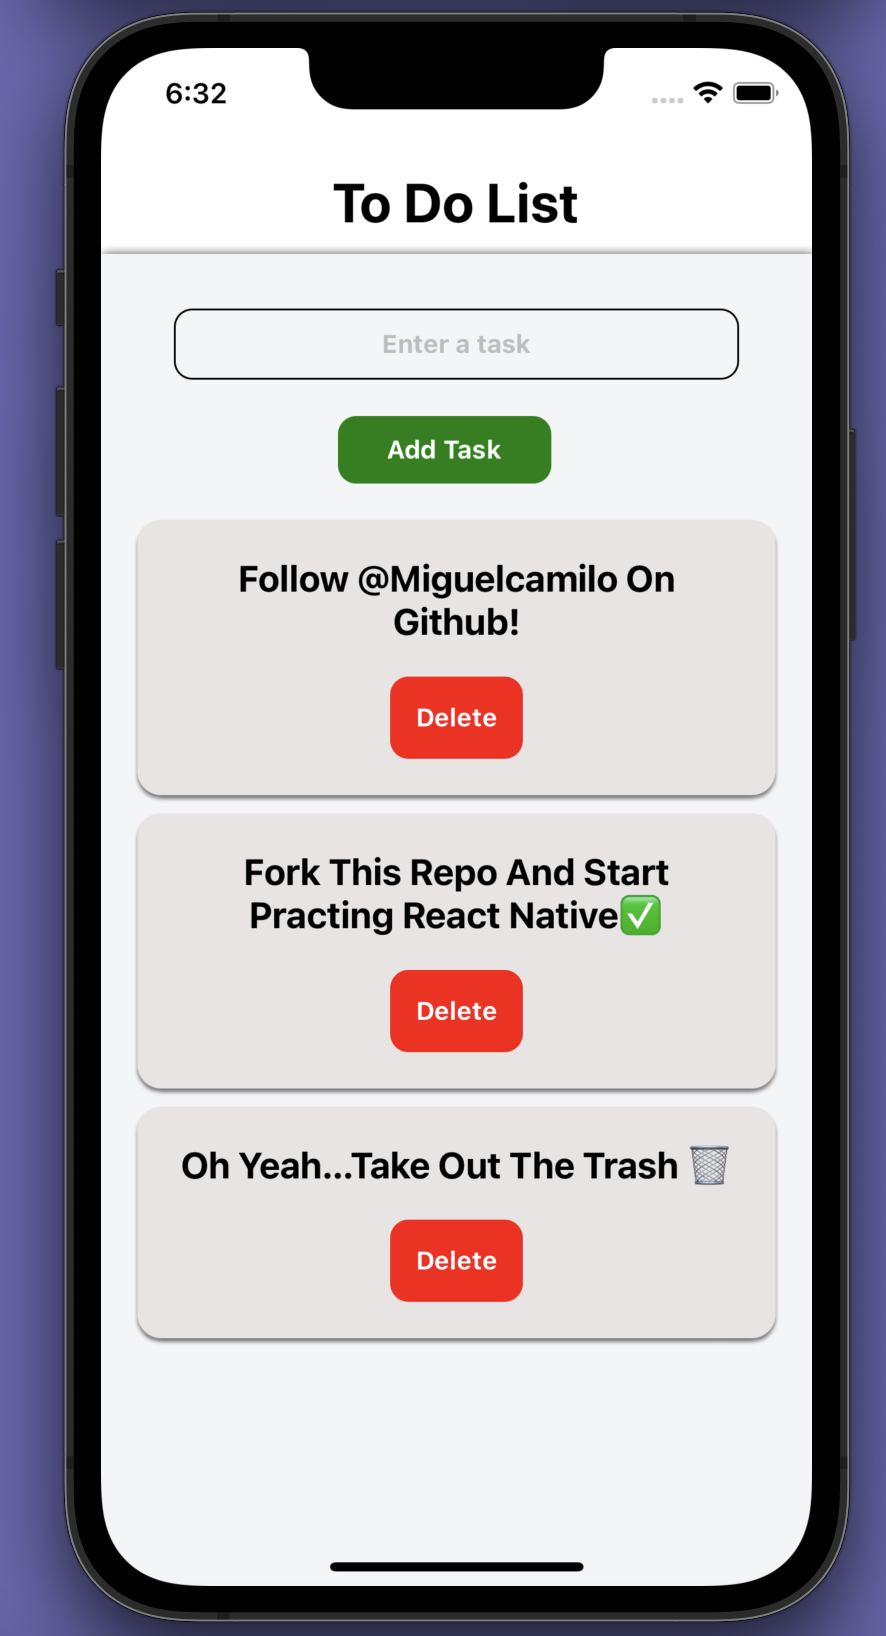 6:32
To Do List
Enter a task
Add Task
Follow @Miguelcamilo On
Github!
Delete
Fork This Repo And Start
Practing React Native✅
Delete
Oh Yeah...Take Out The Trash 🗑️
Delete